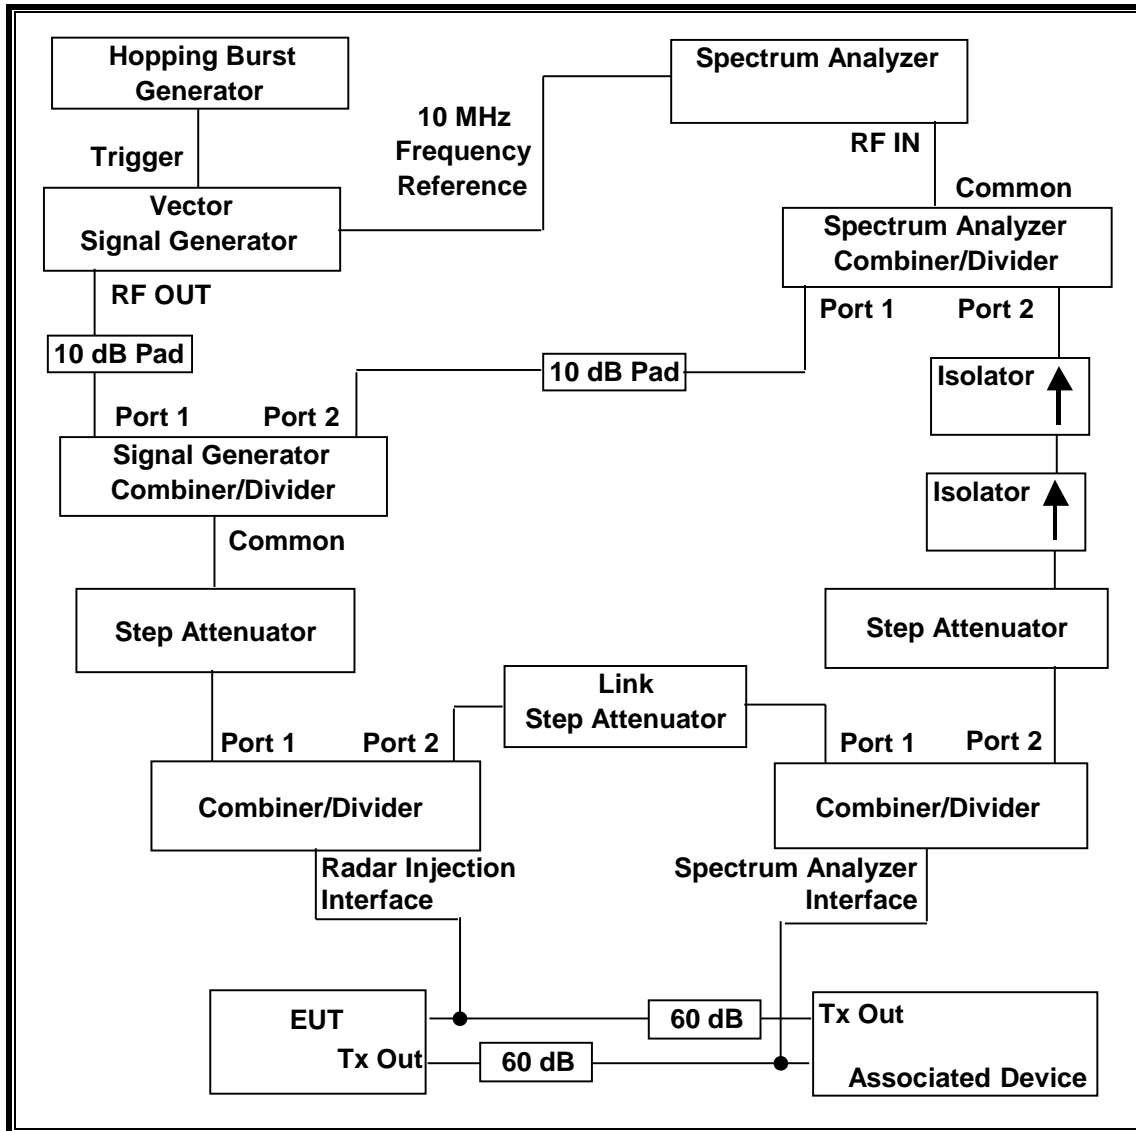 Hopping Burst
Generator
Spectrum Analyzer
10 MHz
Frequency
Reference
Trigger
RF IN
Vector
Signal Generator
Common
Spectrum Analyzer
Combiner/Divider
RF OUT
Port 1
Port 2
10 dB Pad
10 dB Pad
Isolator
Port 1
Port 2
Signal Generator
Combiner/Divider
Isolator
Common
Step Attenuator
Step Attenuator
Link
Step Attenuator
Port 1
Port 2
Port 1
Port 2
Combiner/Divider
Combiner/Divider
Radar Injection
Interface
Spectrum Analyzer
Interface
EUT
60 dB
Tx Out
Tx Out
60 dB
Associated Device